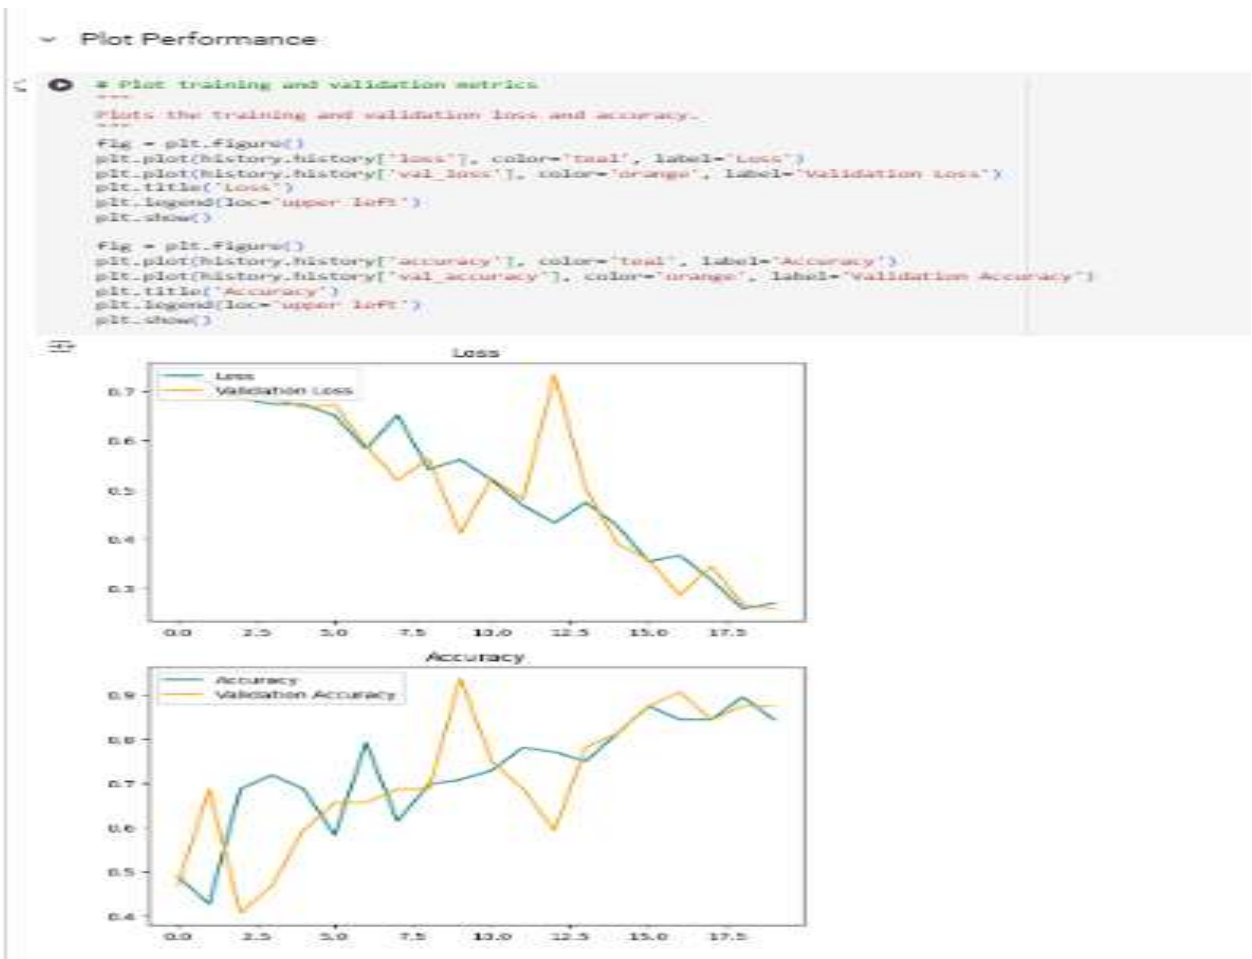 Plot Performance
# Plot training and validation metrics
"""
Plots the training and validation loss and accuracy.
"""
fig = plt.figure()
plt.plot(history.history['loss'], color='teal', label='Loss')
plt.plot(history.history['val_loss'], color='orange', label='Validation Loss')
plt.title('Loss')
plt.legend(loc='upper left')
plt.show()
fig = plt.figure()
plt.plot(history.history['accuracy'], color='teal', label='Accuracy')
plt.plot(history.history['val_accuracy'], color='orange', label='Validation Accuracy')
plt.title('Accuracy')
plt.legend(loc='upper left')
plt.show()
Loss
Loss
Validation Loss
0.7
0.6
0.5
0.4
0.3
0.0 2.5 5.0 7.5 10.0 12.5 15.0 17.5
Accuracy
Accuracy
Validation Accuracy
0.9
0.8
0.7
0.6
0.5
0.4
0.0 2.5 5.0 7.5 10.0 12.5 15.0 17.5